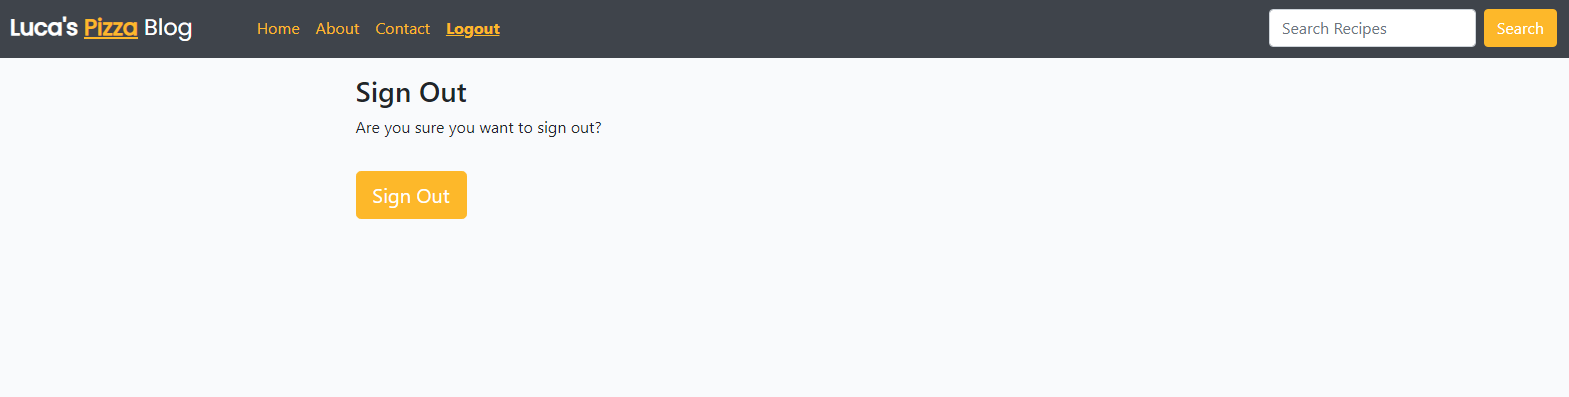 Luca's Pizza Blog Home About Contact Logout Search Recipes Search
Sign Out
Are you sure you want to sign out?
Sign Out